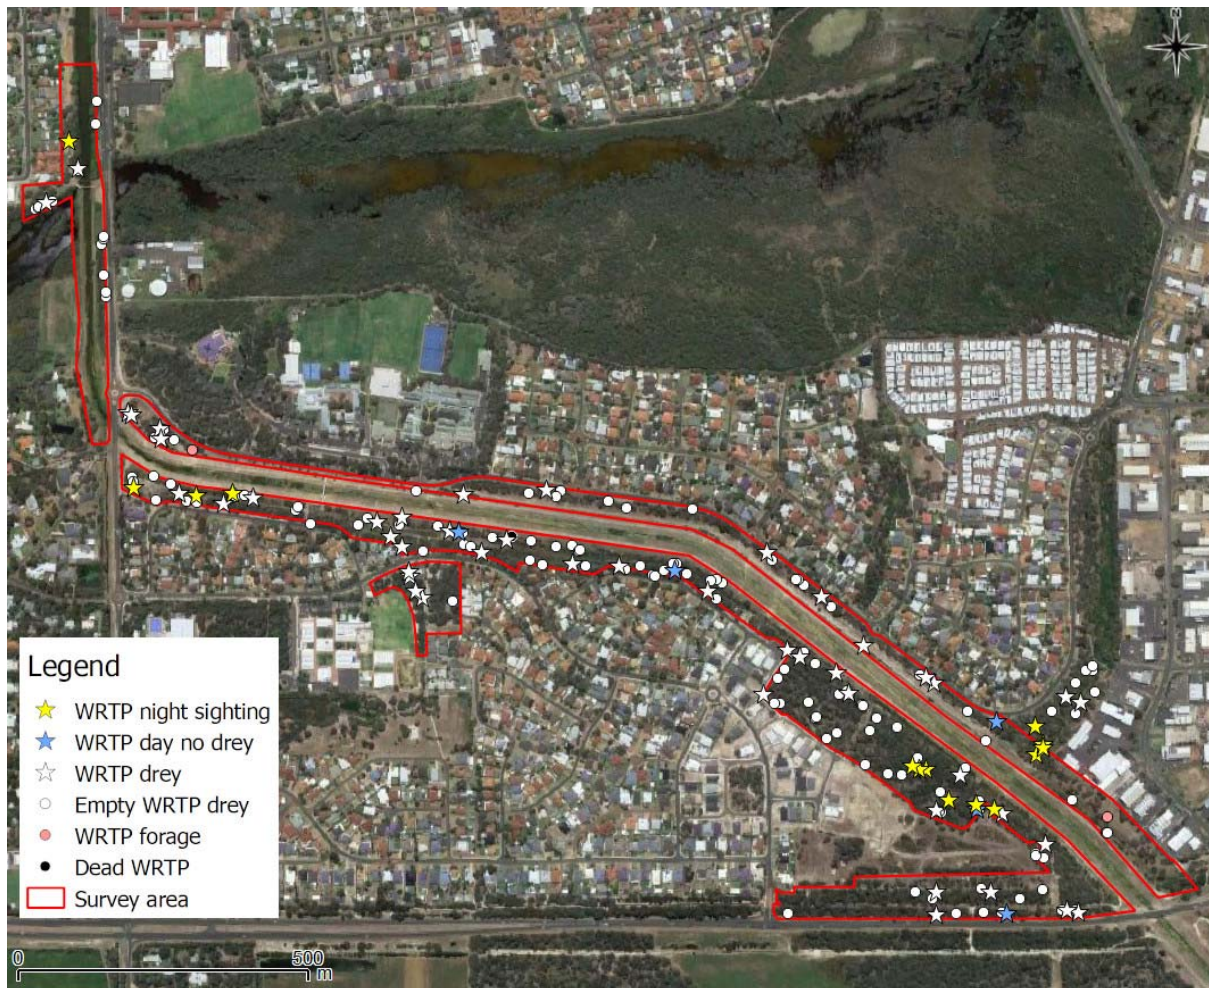 Legend
WRTP night sighting
WRTP day no drey
WRTP drey
Empty WRTP drey
WRTP forage
Dead WRTP
Survey area
0
500
m